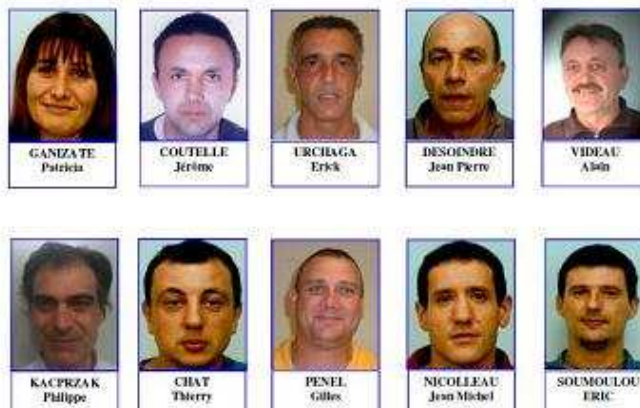 GANIZATE
Patricia
COUTELLE
Jérôme
URCHAGA
Erick
DESOINDRE
Jean Pierre
VIDEAU
Alain
KACPRZAK
Philippe
CHAT
Thierry
PENEL
Gilles
NICOLLEAU
Jean Michel
SOUMOULOU
ERIC